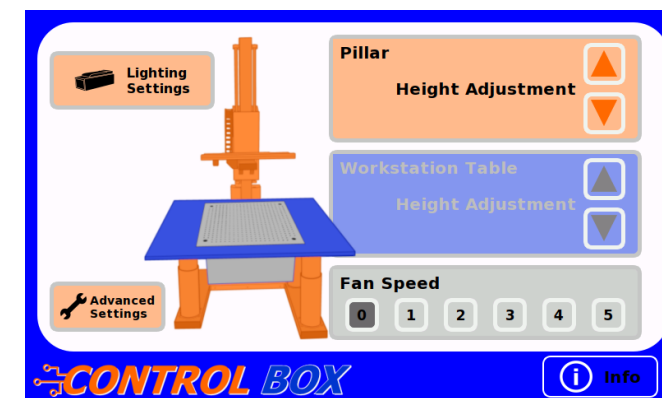 Lighting
Settings
Pillar
Height Adjustment
Workstation Table
Height Adjustment
Advanced
Settings
Fan Speed
0 1 2 3 4 5
CONTROL BOX
i Info